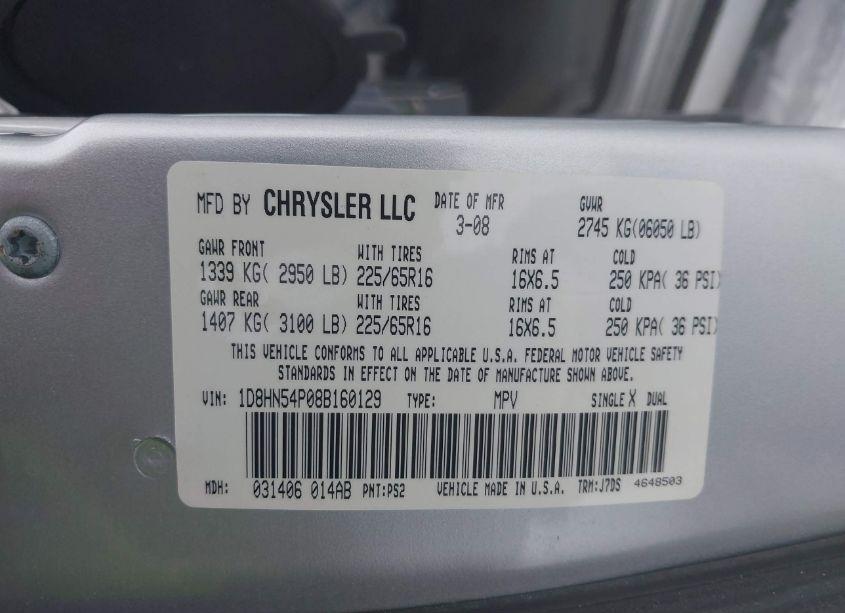 MFD BY CHRYSLER LLC DATE OF MFR 3-08 GVWR 2745 KG(06050 LB)
GAWR FRONT WITH TIRES RIMS AT COLD
1339 KG( 2950 LB) 225/65R16 16X6.5 250 KPA( 36 PSI)
GAWR REAR WITH TIRES RIMS AT COLD
1407 KG( 3100 LB) 225/65R16 16X6.5 250 KPA( 36 PSI)
THIS VEHICLE CONFORMS TO ALL APPLICABLE U.S.A. FEDERAL MOTOR VEHICLE SAFETY
STANDARDS IN EFFECT ON THE DATE OF MANUFACTURE SHOWN ABOVE.
VIN: 1D8HN54P08B160129 TYPE: MPV SINGLE X DUAL
MDH: 031406 014AB PNT:PS2 VEHICLE MADE IN U.S.A. TRM:J7DS 4648503